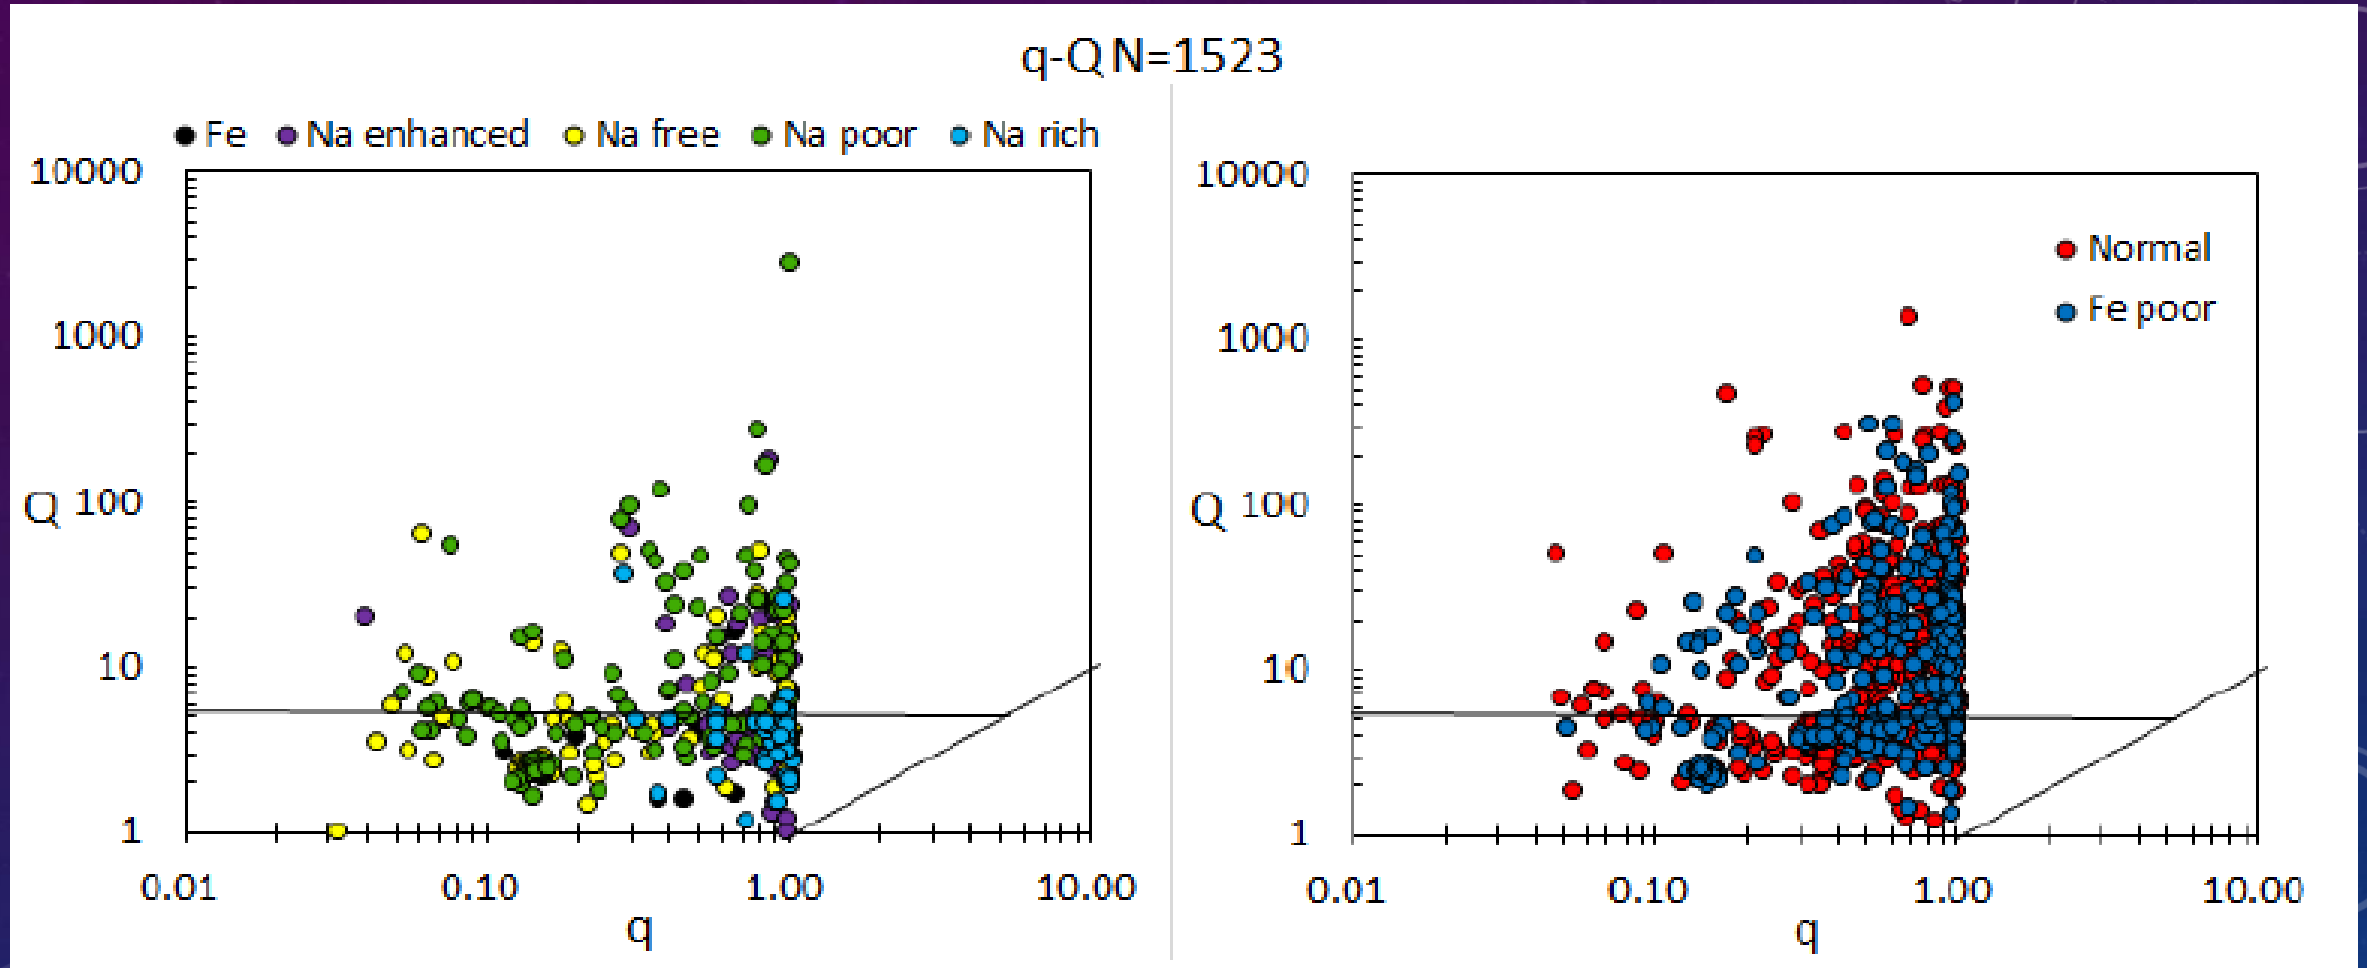 q-Q N=1523
Fe Na enhanced Na free Na poor Na rich
10000
1000
Q 100
10
1
0.01 0.10 1.00 10.00
q
Normal
Fe poor
10000
1000
Q 100
10
1
0.01 0.10 1.00 10.00
q